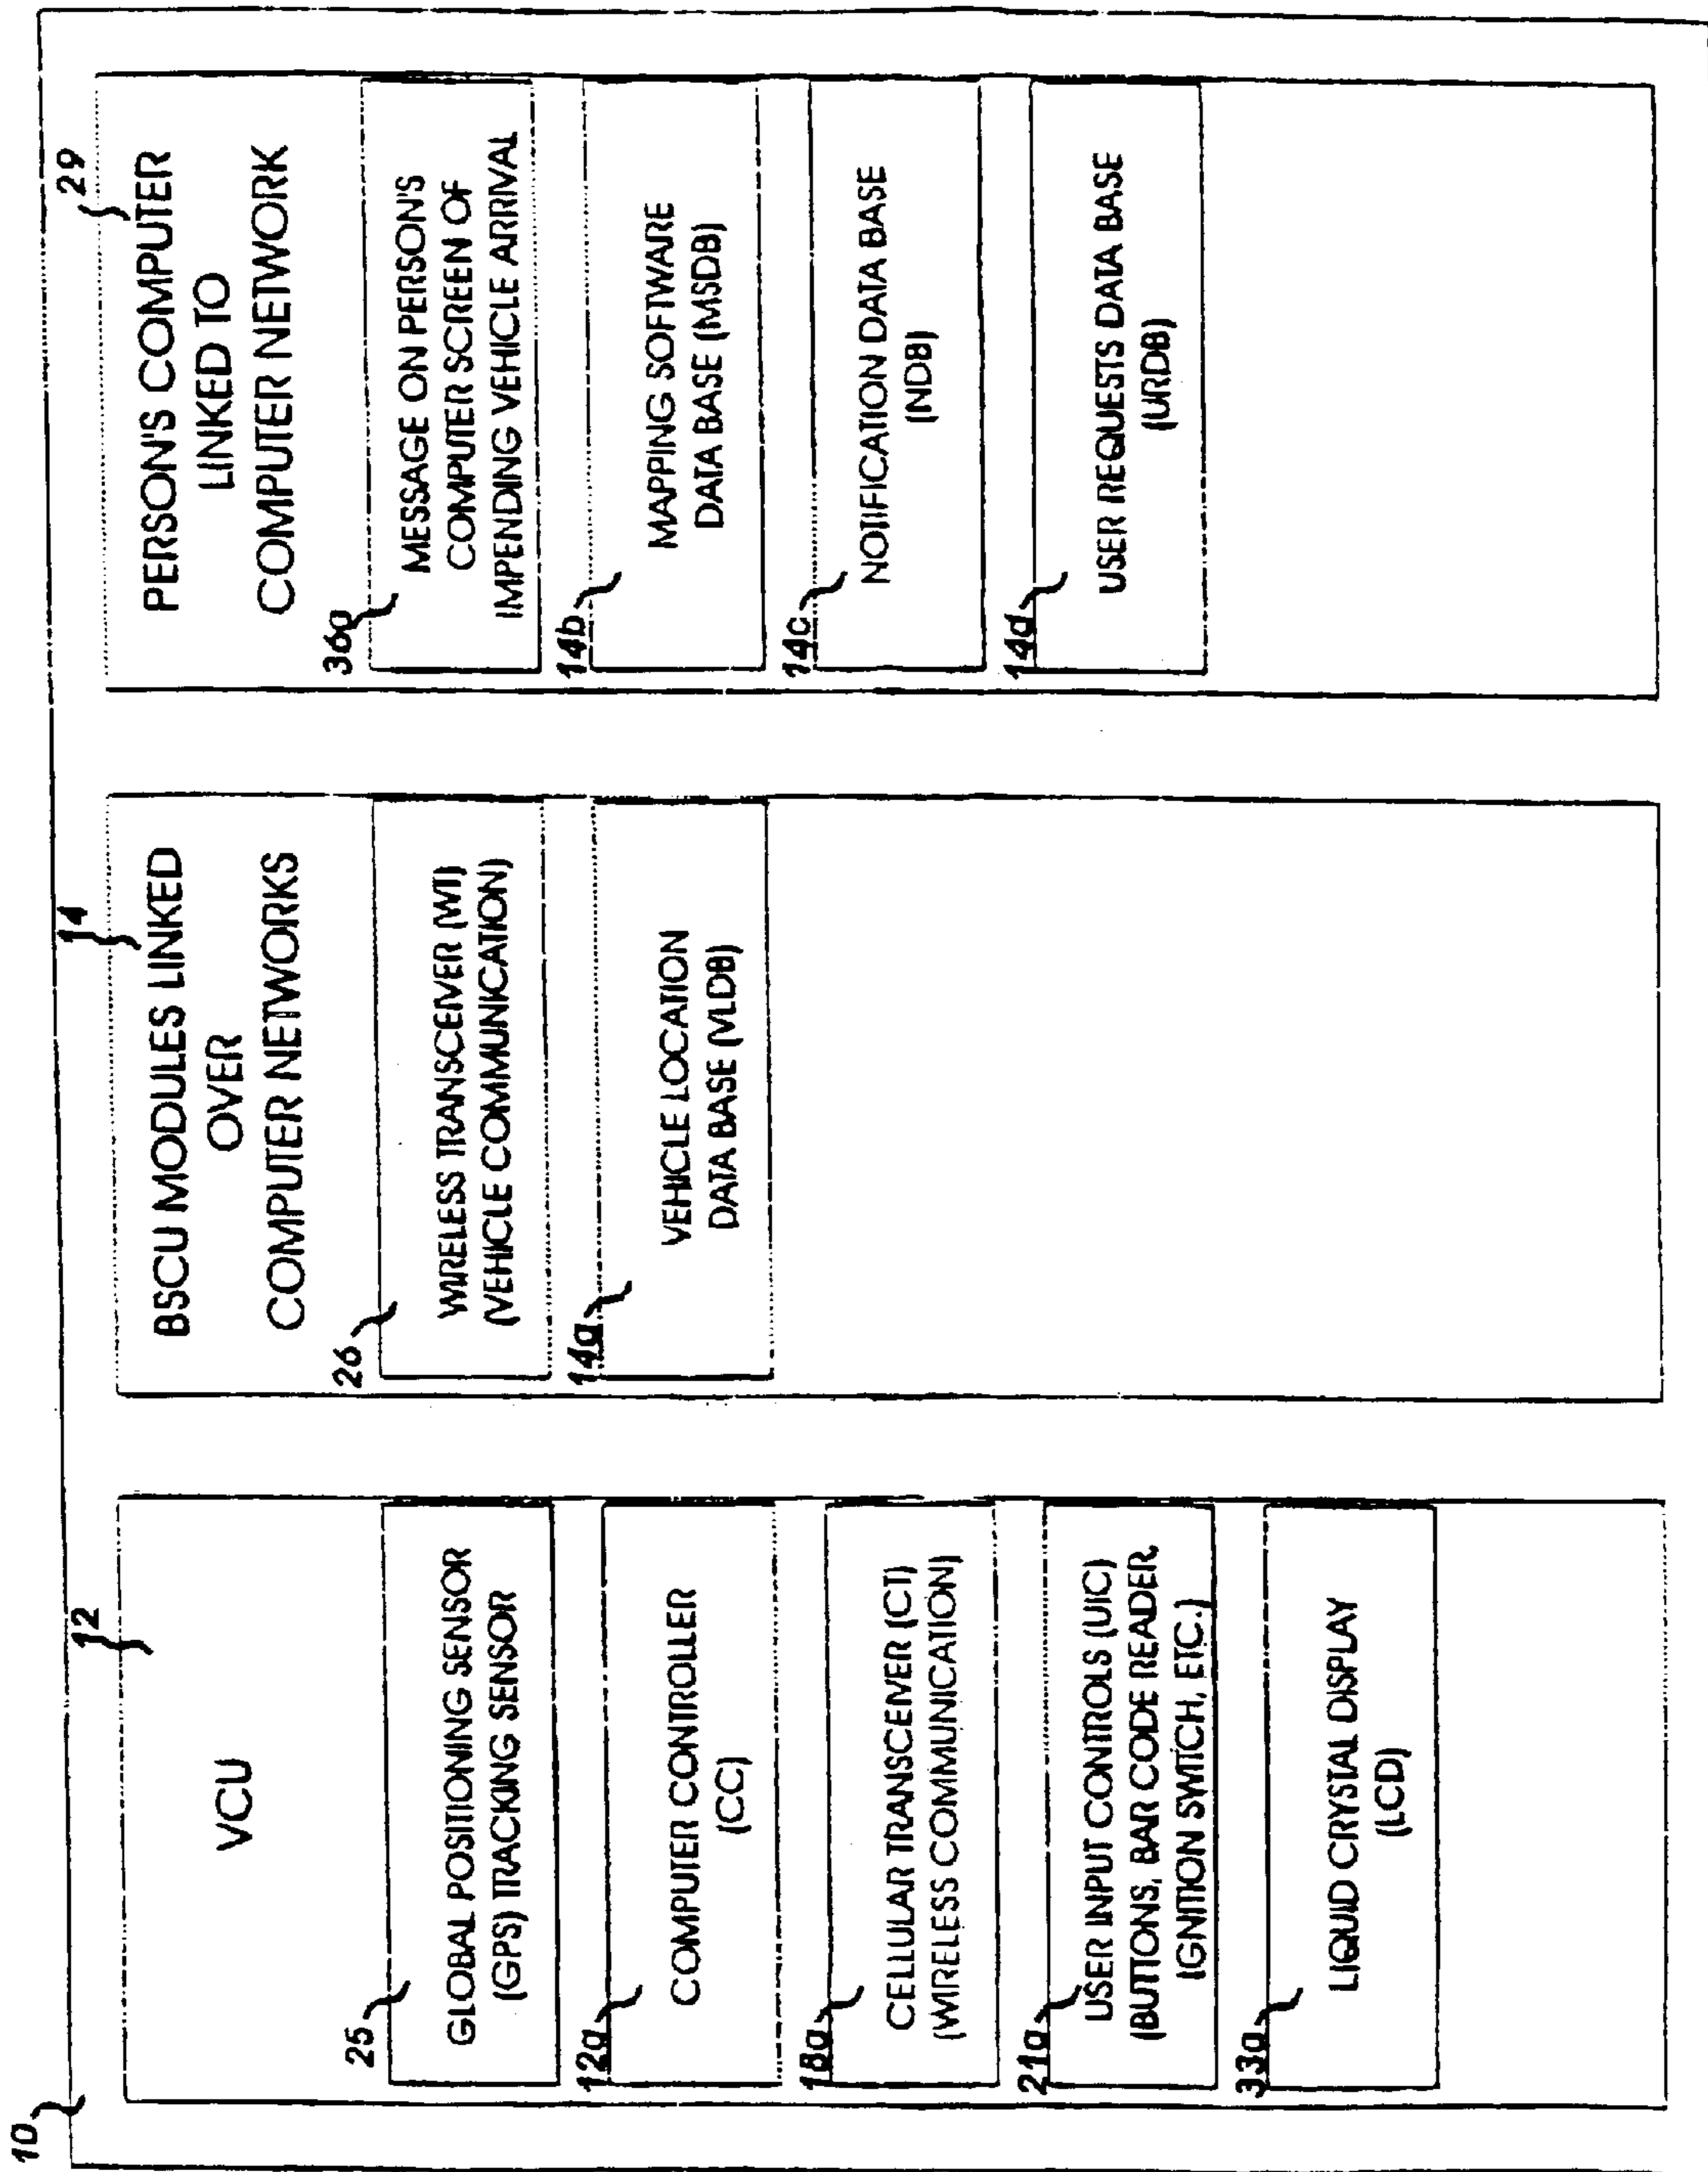 10
12
VCU
25
GLOBAL POSITIONING SENSOR
(GPS) TRACKING SENSOR
12a
COMPUTER CONTROLLER
(CC)
18a
CELLULAR TRANSCEIVER (CT)
(WIRELESS COMMUNICATION)
21a
USER INPUT CONTROLS (UIC)
(BUTTONS, BAR CODE READER,
IGNITION SWITCH, ETC.)
33a
LIQUID CRYSTAL DISPLAY
(LCD)
14
BSCU MODULES LINKED
OVER
COMPUTER NETWORKS
26
WIRELESS TRANSCEIVER (WT)
(VEHICLE COMMUNICATION)
14a
VEHICLE LOCATION
DATA BASE (VLDB)
29
PERSON'S COMPUTER
LINKED TO
COMPUTER NETWORK
36a
MESSAGE ON PERSON'S
COMPUTER SCREEN OF
IMPENDING VEHICLE ARRIVAL
14b
MAPPING SOFTWARE
DATA BASE (MSDB)
14c
NOTIFICATION DATA BASE
(NDB)
14d
USER REQUESTS DATA BASE
(URDB)